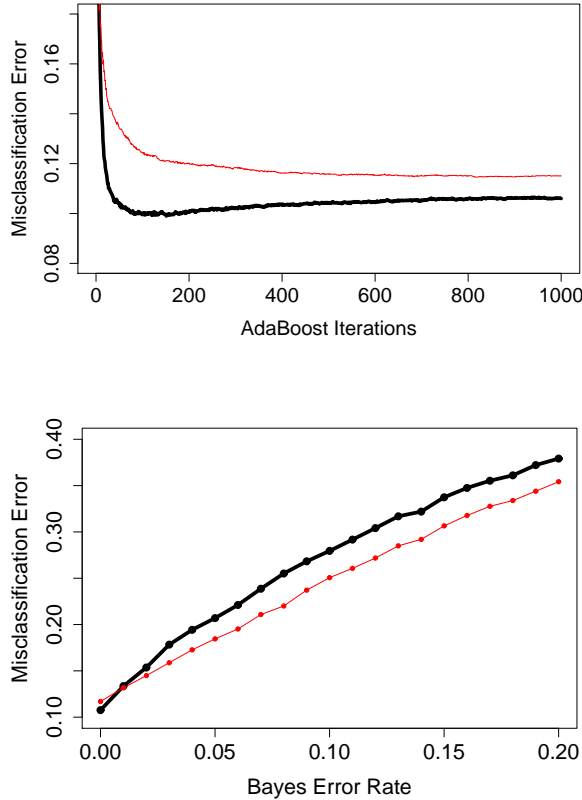 Misclassification Error
0.16
0.12
0.08
0 200 400 600 800 1000
AdaBoost Iterations
Misclassification Error
0.40
0.30
0.20
0.10
0.00 0.05 0.10 0.15 0.20
Bayes Error Rate